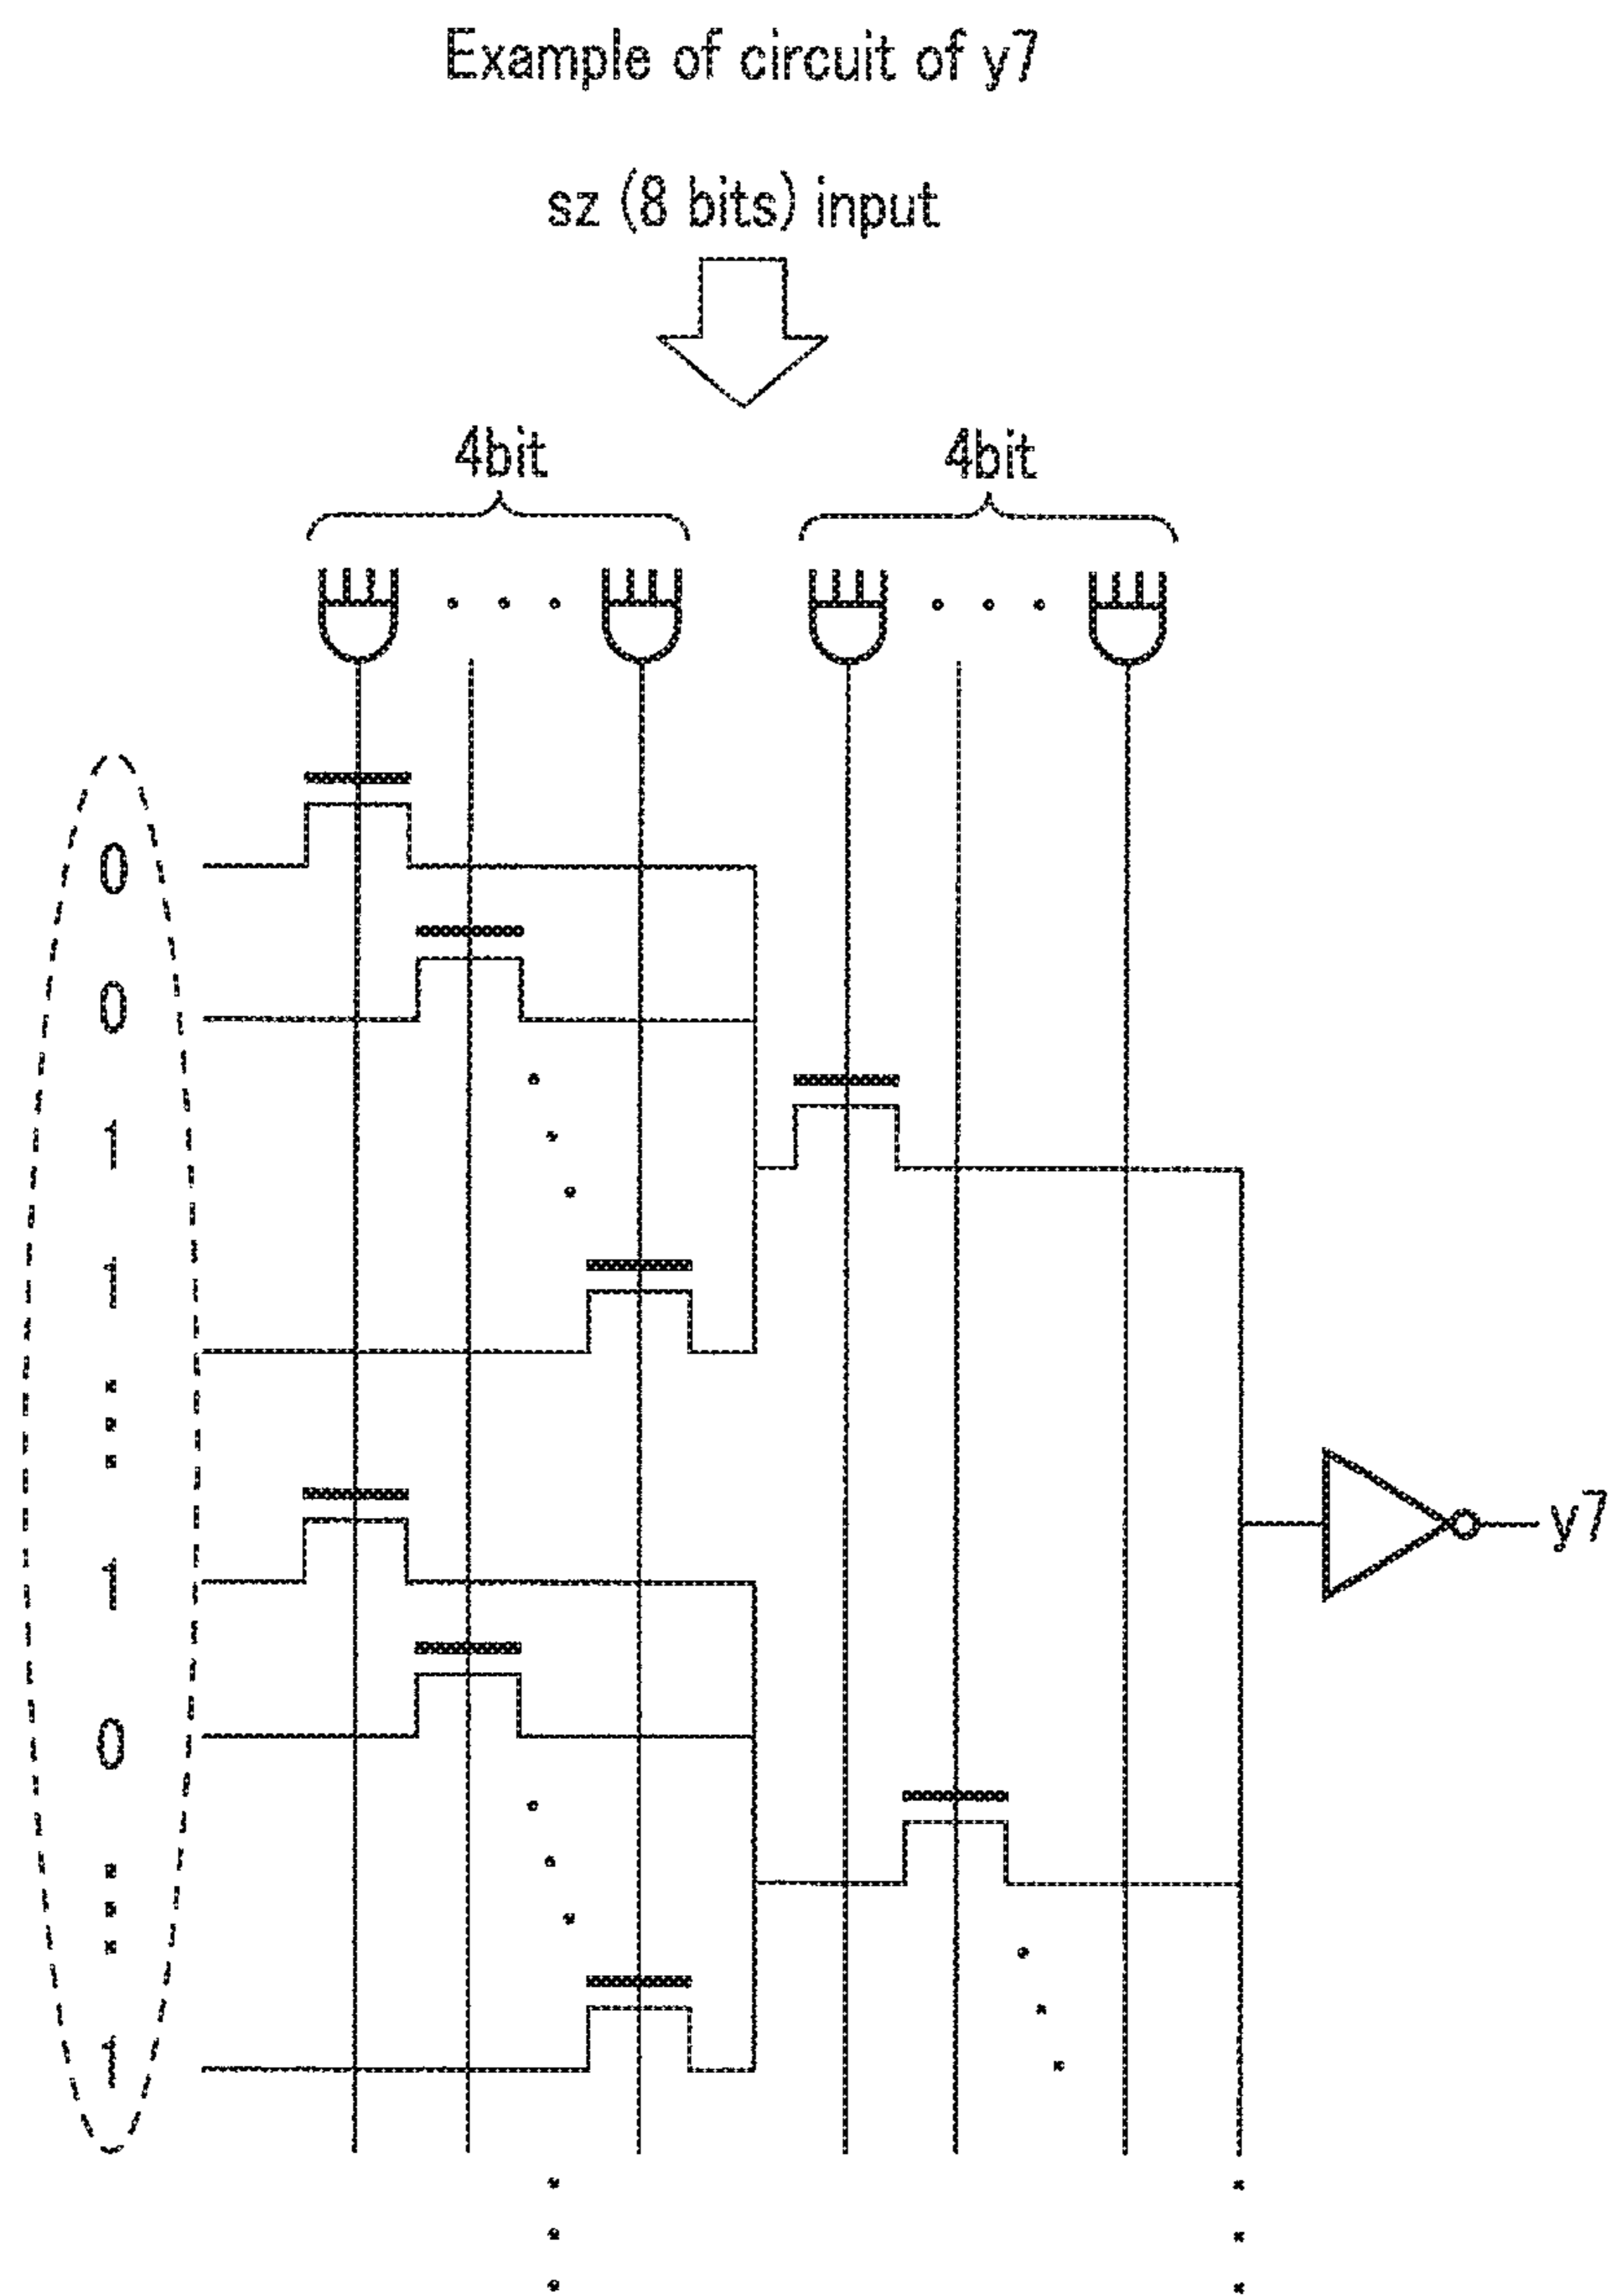 Example of circuit of y7
sz (8 bits) input
4bit 4bit
0
0
1
1
1
y7
0
1